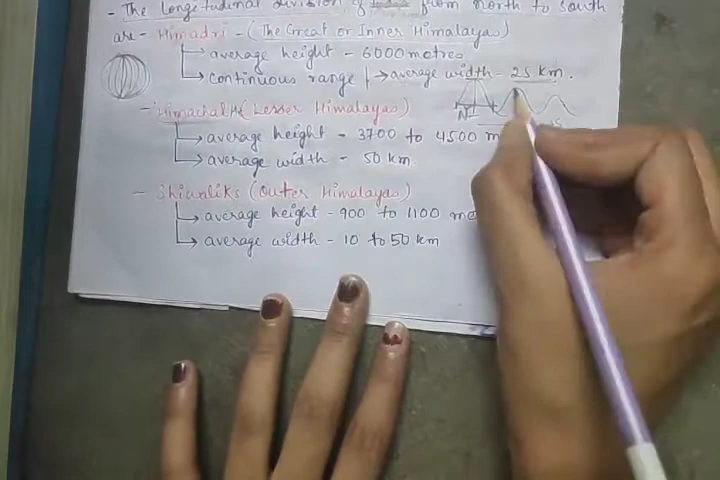 - The longitudinal division of from north to south
are - Himadri - (The Great or Inner Himalayas)
average height - 6000 metres
continuous range average width - 25 km.
- Himachal (Lesser Himalayas)
N
average height - 3700 to 4500 m
average width - 50 km
- Shiwaliks (Outer Himalayas)
average height - 900 to 1100 me
average width - 10 to 50 km